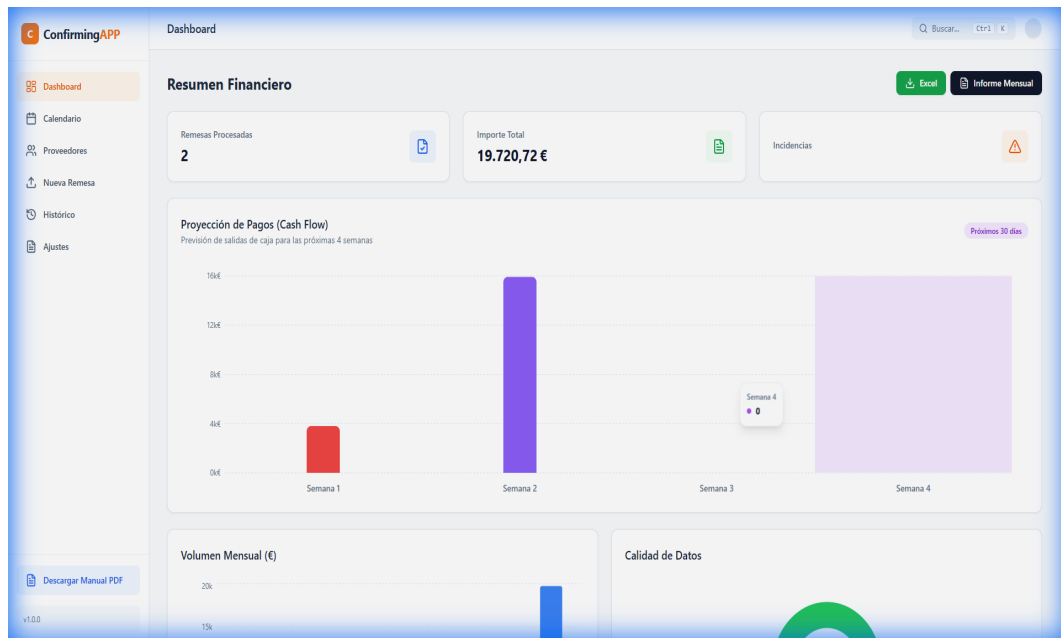 C ConfirmingAPP
Dashboard
Calendario
Proveedores
Nueva Remesa
Histórico
Ajustes
Descargar Manual PDF
v1.0.0
Dashboard
Buscar... Ctrl K
Resumen Financiero
Excel
Informe Mensual
Remesas Procesadas
2
Importe Total
19.720,72 €
Incidencias
Proyección de Pagos (Cash Flow)
Previsión de salidas de caja para las próximas 4 semanas
Próximos 30 días
16k€
12k€
8k€
4k€
0k€
Semana 4
0
Semana 1
Semana 2
Semana 3
Semana 4
Volumen Mensual (€)
20k
15k
Calidad de Datos